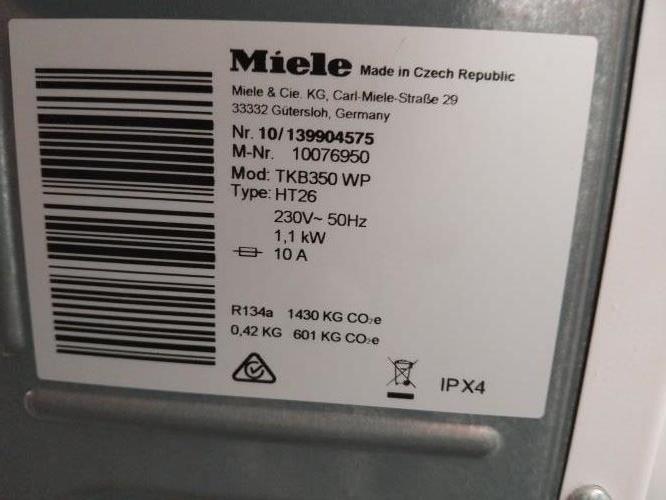 Miele Made in Czech Republic
Miele & Cie. KG, Carl-Miele-Straße 29
33332 Gütersloh, Germany
Nr. 10/139904575
M-Nr. 10076950
Mod: TKB350 WP
Type: HT26
230V~ 50Hz
1,1 kW
10 A
R134a 1430 KG CO₂e
0,42 KG 601 KG CO₂e
IPX4